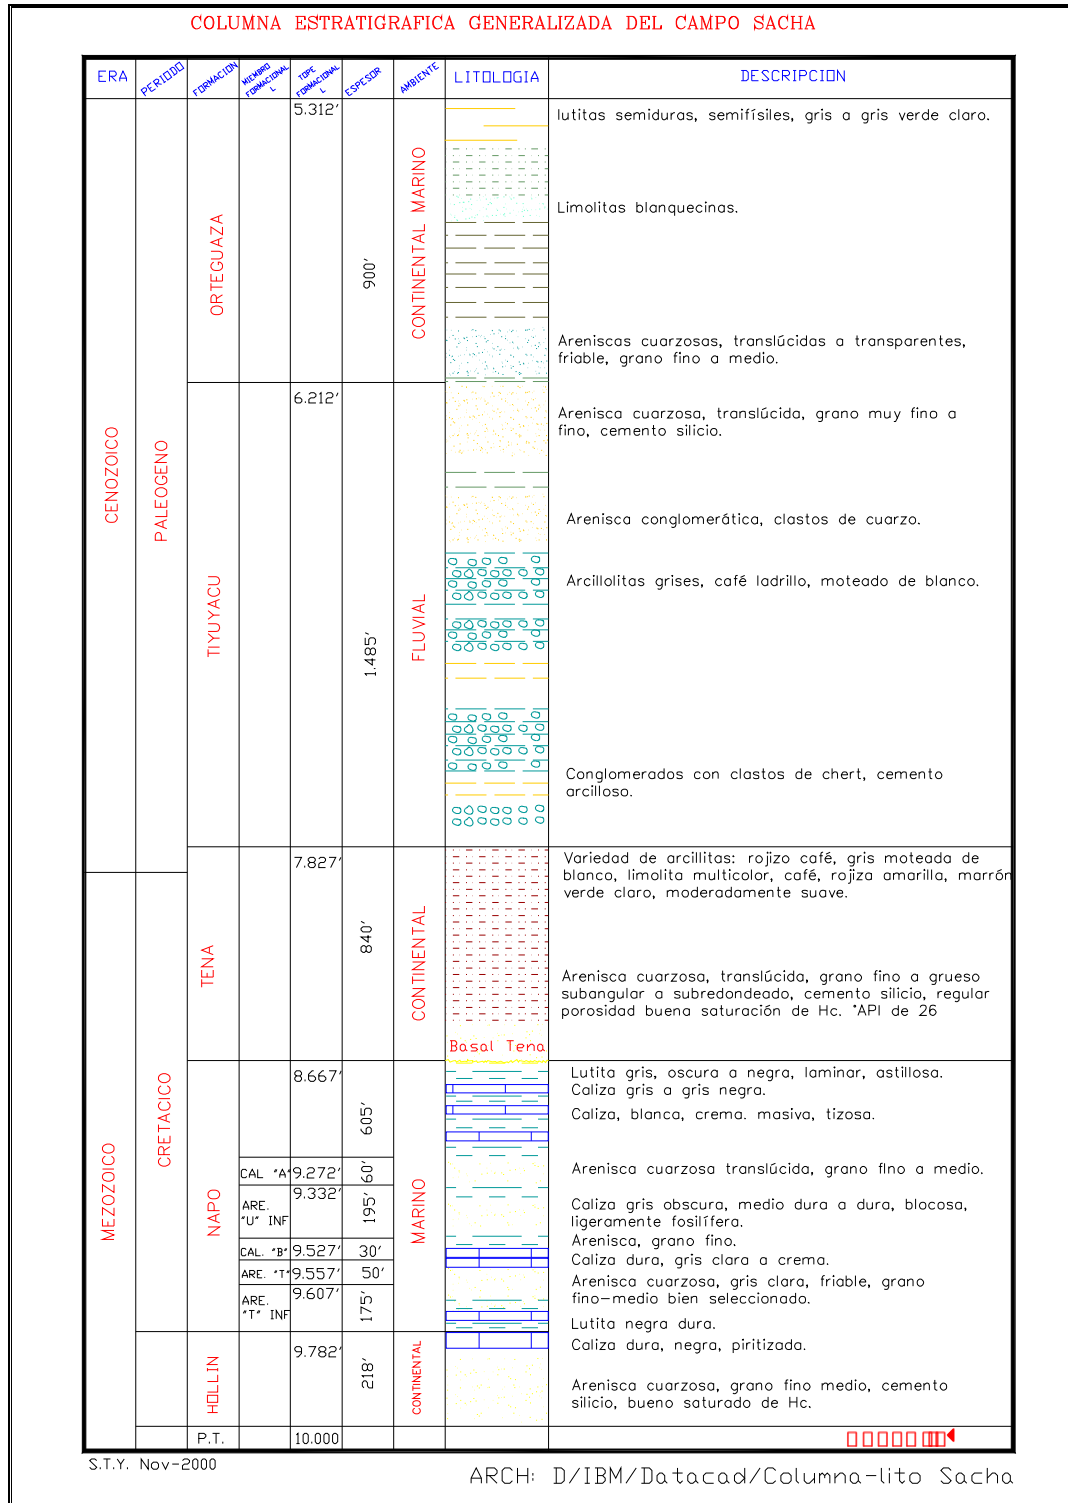 COLUMNA ESTRATIGRAFICA GENERALIZADA DEL CAMPO SACHA
ERA
PERIODO
FORMACION
MIEMBRO
FORMACIONAL
L
TOPE
FORMACIONAL
L
ESPESOR
AMBIENTE
LITOLOGIA
DESCRIPCION
CENOZOICO
PALEOGENO
ORTEGUAZA
5.312'
900'
CONTINENTAL MARINO
lutitas semiduras, semifísiles, gris a gris verde claro.
Limolitas blanquecinas.
Areniscas cuarzosas, translúcidas a transparentes,
friable, grano fino a medio.
TIYUYACU
6.212'
1.485'
FLUVIAL
Arenisca cuarzosa, translúcida, grano muy fino a
fino, cemento silicio.
Arenisca conglomerática, clastos de cuarzo.
Arcillolitas grises, café ladrillo, moteado de blanco.
Conglomerados con clastos de chert, cemento
arcilloso.
MEZOZOICO
CRETACICO
TENA
7.827'
840'
CONTINENTAL
Basal Tena
Variedad de arcillitas: rojizo café, gris moteada de
blanco, limolita multicolor, café, rojiza amarilla, marrón
verde claro, moderadamente suave.
Arenisca cuarzosa, translúcida, grano fino a grueso
subangular a subredondeado, cemento silicio, regular
porosidad buena saturación de Hc. °API de 26
NAPO
8.667'
605'
MARINO
Lutita gris, oscura a negra, laminar, astillosa.
Caliza gris a gris negra.
Caliza, blanca, crema. masiva, tizosa.
CAL "A"
9.272'
60'
Arenisca cuarzosa translúcida, grano fIno a medio.
ARE.
"U" INF
9.332'
195'
Caliza gris obscura, medio dura a dura, blocosa,
ligeramente fosilífera.
Arenisca, grano fino.
CAL. "B"
9.527'
30'
Caliza dura, gris clara a crema.
ARE. "T"
9.557'
50'
Arenisca cuarzosa, gris clara, friable, grano
fino-medio bien seleccionado.
ARE.
"T" INF
9.607'
175'
Lutita negra dura.
HOLLIN
9.782'
218'
CONTINENTAL
Caliza dura, negra, piritizada.
Arenisca cuarzosa, grano fino medio, cemento
silicio, bueno saturado de Hc.
P.T.
10.000
S.T.Y. Nov-2000
ARCH: D/IBM/Datacad/Columna-lito Sacha